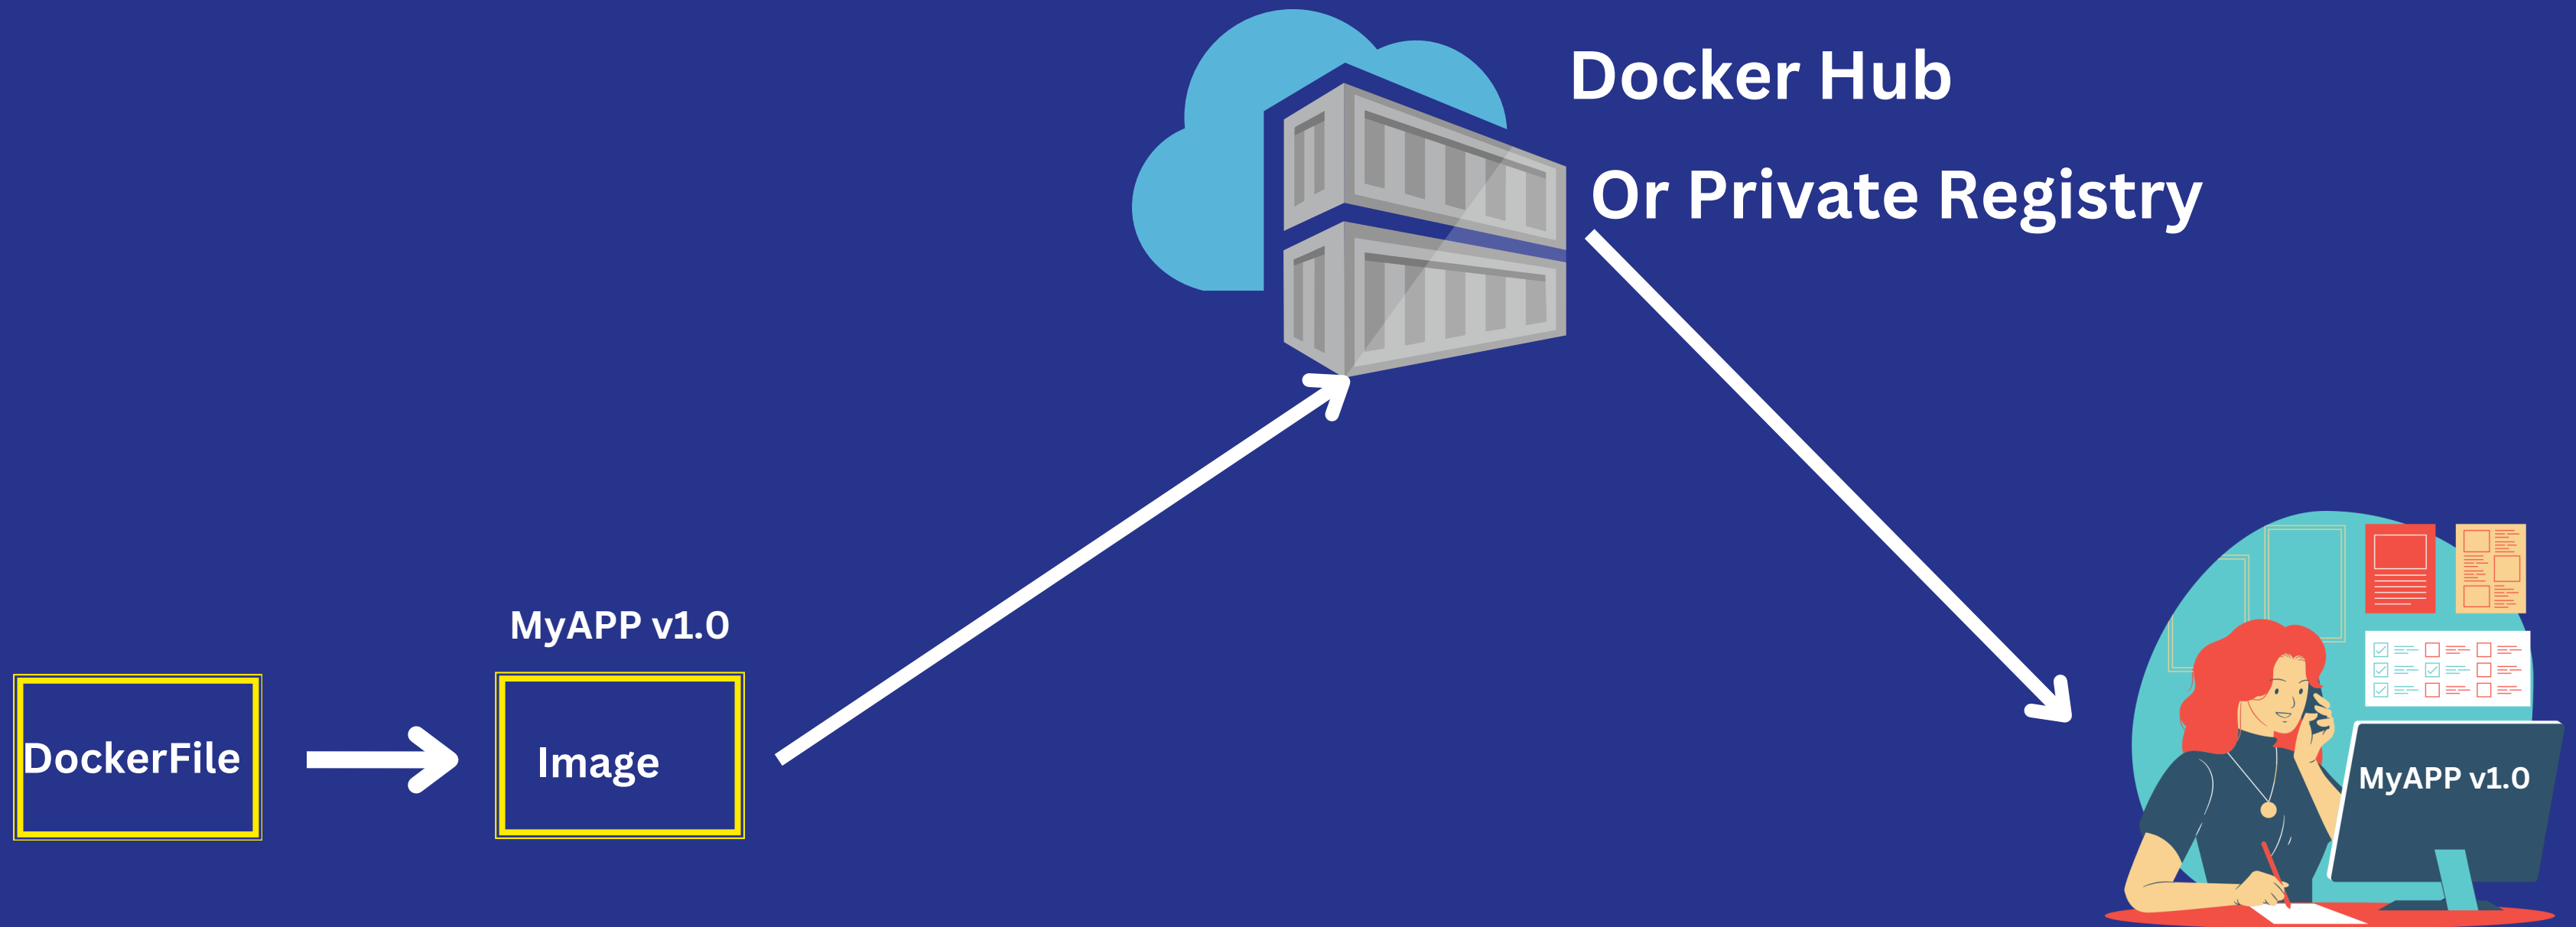 Docker Hub
Or Private Registry
MyAPP v1.0
DockerFile
Image
MyAPP v1.0